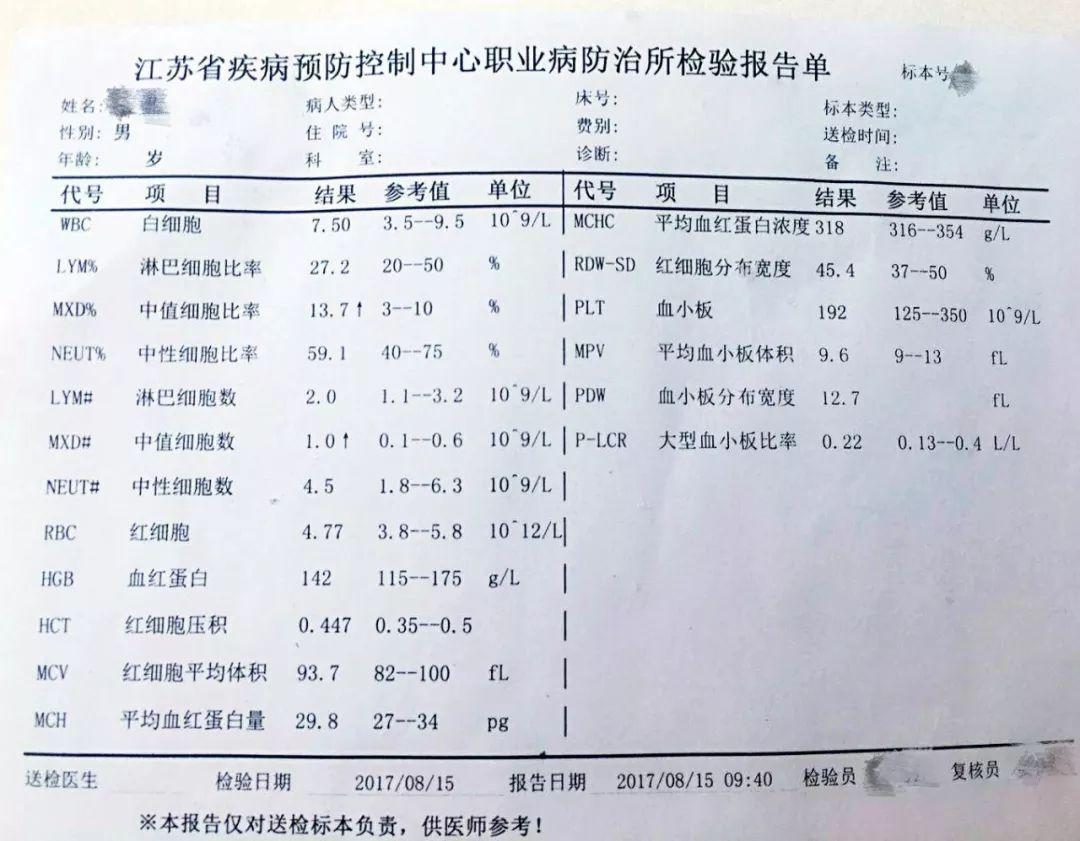 江苏省疾病预防控制中心职业病防治所检验报告单
标本号
姓名: 病人类型: 床号: 标本类型:
性别: 男 住院号: 费别: 送检时间:
年龄: 岁 科室: 诊断: 备注:
代号 项目 结果 参考值 单位 代号 项目 结果 参考值 单位
WBC 白细胞 7.50 3.5--9.5 10^9/L MCHC 平均血红蛋白浓度 318 316--354 g/L
LYM% 淋巴细胞比率 27.2 20--50 % RDW-SD 红细胞分布宽度 45.4 37--50 %
MXD% 中值细胞比率 13.7↑ 3--10 % PLT 血小板 192 125--350 10^9/L
NEUT% 中性细胞比率 59.1 40--75 % MPV 平均血小板体积 9.6 9--13 fL
LYM# 淋巴细胞数 2.0 1.1--3.2 10^9/L PDW 血小板分布宽度 12.7 fL
MXD# 中值细胞数 1.0↑ 0.1--0.6 10^9/L P-LCR 大型血小板比率 0.22 0.13--0.4 L/L
NEUT# 中性细胞数 4.5 1.8--6.3 10^9/L
RBC 红细胞 4.77 3.8--5.8 10^12/L
HGB 血红蛋白 142 115--175 g/L
HCT 红细胞压积 0.447 0.35--0.5
MCV 红细胞平均体积 93.7 82--100 fL
MCH 平均血红蛋白量 29.8 27--34 pg
送检医生 检验日期 2017/08/15 报告日期 2017/08/15 09:40 检验员 复核员
※本报告仅对送检标本负责，供医师参考!